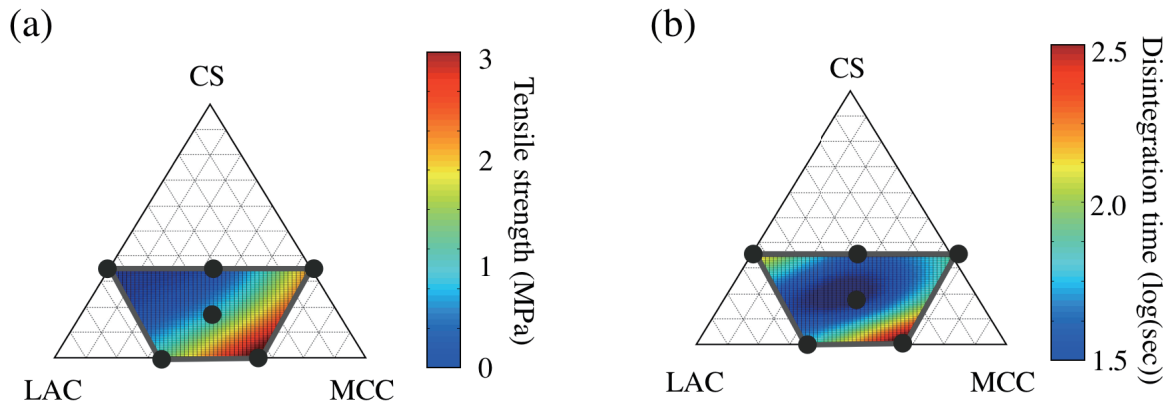 (a)
CS
LAC
MCC
3
2
1
0
Tensile strength (MPa)
(b)
CS
LAC
MCC
2.5
2.0
1.5
Disintegration time (log(sec))